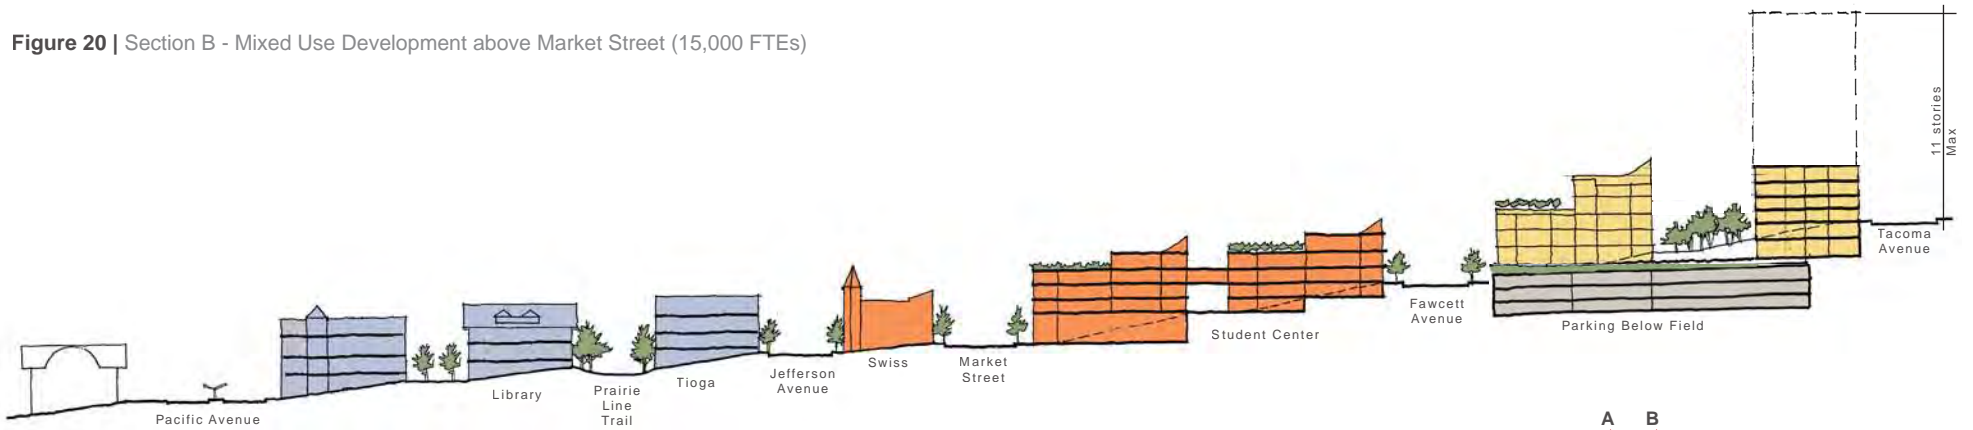 Figure 20 | Section B - Mixed Use Development above Market Street (15,000 FTEs)
11 stories
Max
Tacoma
Avenue
Fawcett
Avenue
Parking Below Field
Student Center
Market
Street
Swiss
Jefferson
Avenue
Tioga
Prairie
Line
Trail
Library
Pacific Avenue
A B